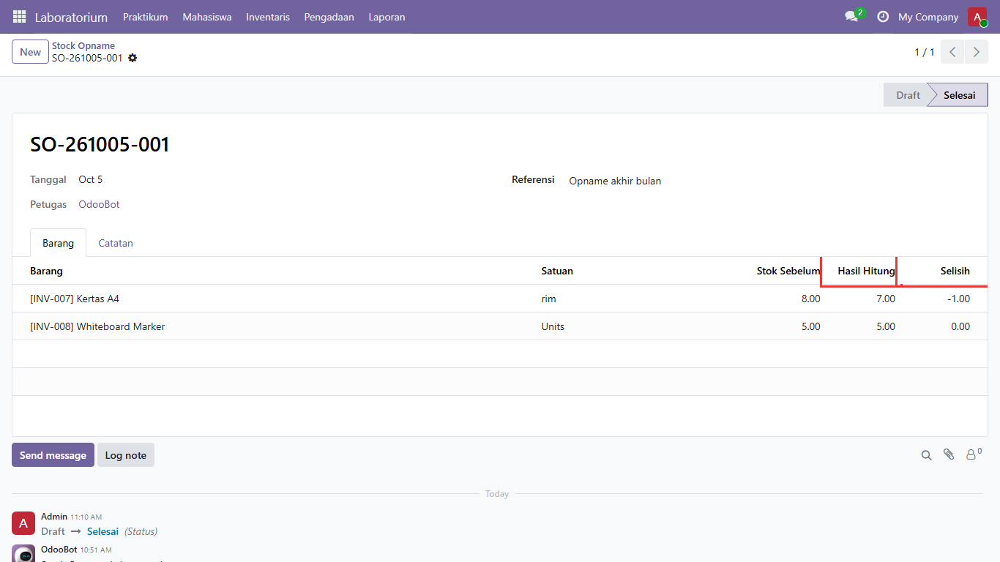 Laboratorium Praktikum Mahasiswa Inventaris Pengadaan Laporan 2 My Company A
New Stock Opname
SO-261005-001 1 / 1
Draft Selesai
SO-261005-001
Tanggal Oct 5 Referensi Opname akhir bulan
Petugas OdooBot
Barang Catatan
Barang Satuan Stok Sebelum Hasil Hitung Selisih
[INV-007] Kertas A4 rim 8.00 7.00 -1.00
[INV-008] Whiteboard Marker Units 5.00 5.00 0.00
Send message Log note 0
Today
A Admin 11:10 AM
Draft → Selesai (Status)
OdooBot 10:51 AM